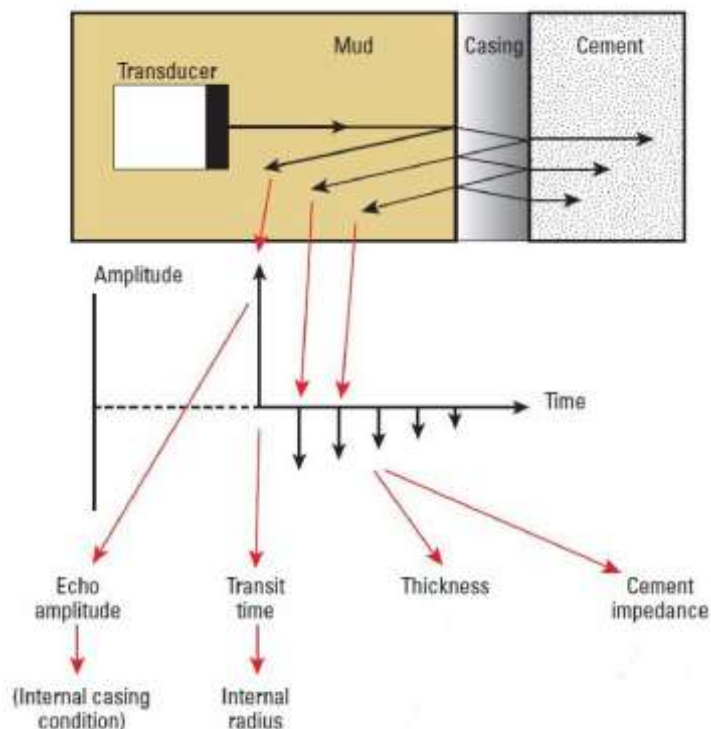 Mud
Casing
Cement
Transducer
Amplitude
Time
Echo
amplitude
Transit
time
Thickness
Cement
impedance
(Internal casing
condition)
Internal
radius